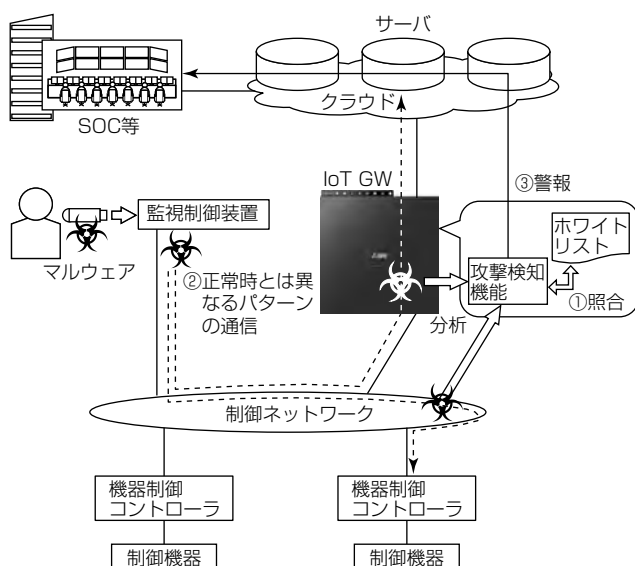 サーバ
クラウド
SOC等
IoT GW
③警報
ホワイト
リスト
監視制御装置
攻撃検知
機能
①照合
マルウェア
②正常時とは異
なるパターン
の通信
分析
制御ネットワーク
機器制御
コントローラ
機器制御
コントローラ
制御機器
制御機器